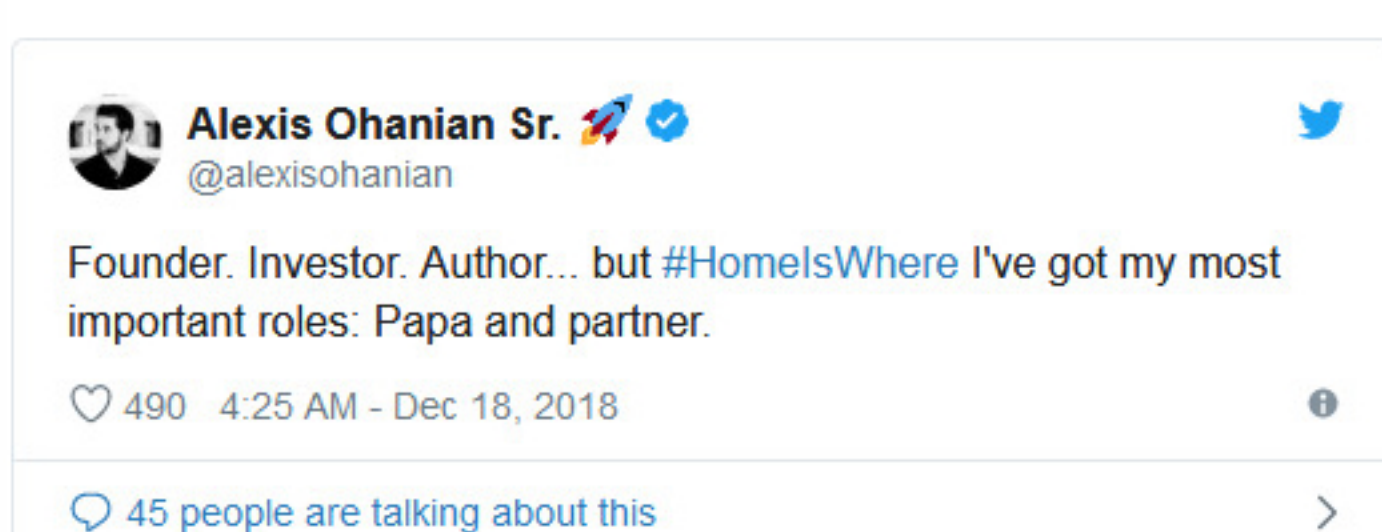 Alexis Ohanian Sr. 🚀
@alexisohanian
Founder. Investor. Author... but #HomeIsWhere I've got my most
important roles: Papa and partner.
490 4:25 AM - Dec 18, 2018
45 people are talking about this